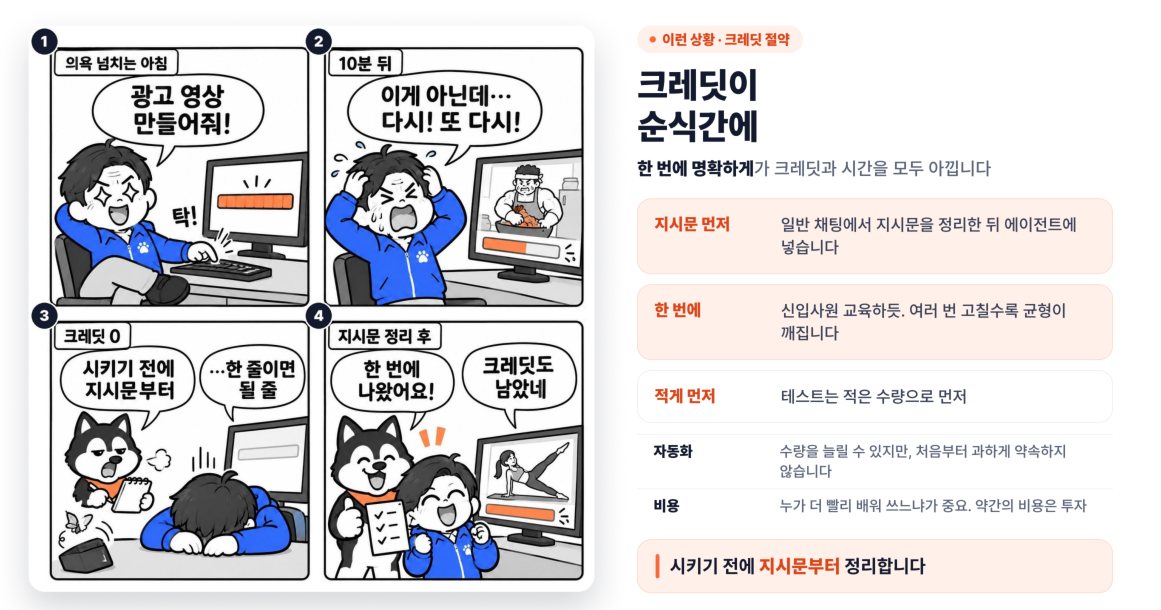 1
의욕 넘치는 아침
광고 영상
만들어줘!
탁!
2
10분 뒤
이게 아닌데…
다시! 또 다시!
3
크레딧 0
시키기 전에
지시문부터
…한 줄이면
될 줄
4
지시문 정리 후
한 번에
나왔어요!
크레딧도
남았네
이런 상황 · 크레딧 절약
크레딧이
순식간에
한 번에 명확하게가 크레딧과 시간을 모두 아낍니다
지시문 먼저
일반 채팅에서 지시문을 정리한 뒤 에이전트에
넣습니다
한 번에
신입사원 교육하듯. 여러 번 고칠수록 균형이
깨집니다
적게 먼저
테스트는 적은 수량으로 먼저
자동화
수량을 늘릴 수 있지만, 처음부터 과하게 약속하지
않습니다
비용
누가 더 빨리 배워 쓰느냐가 중요. 약간의 비용은 투자
시키기 전에 지시문부터 정리합니다